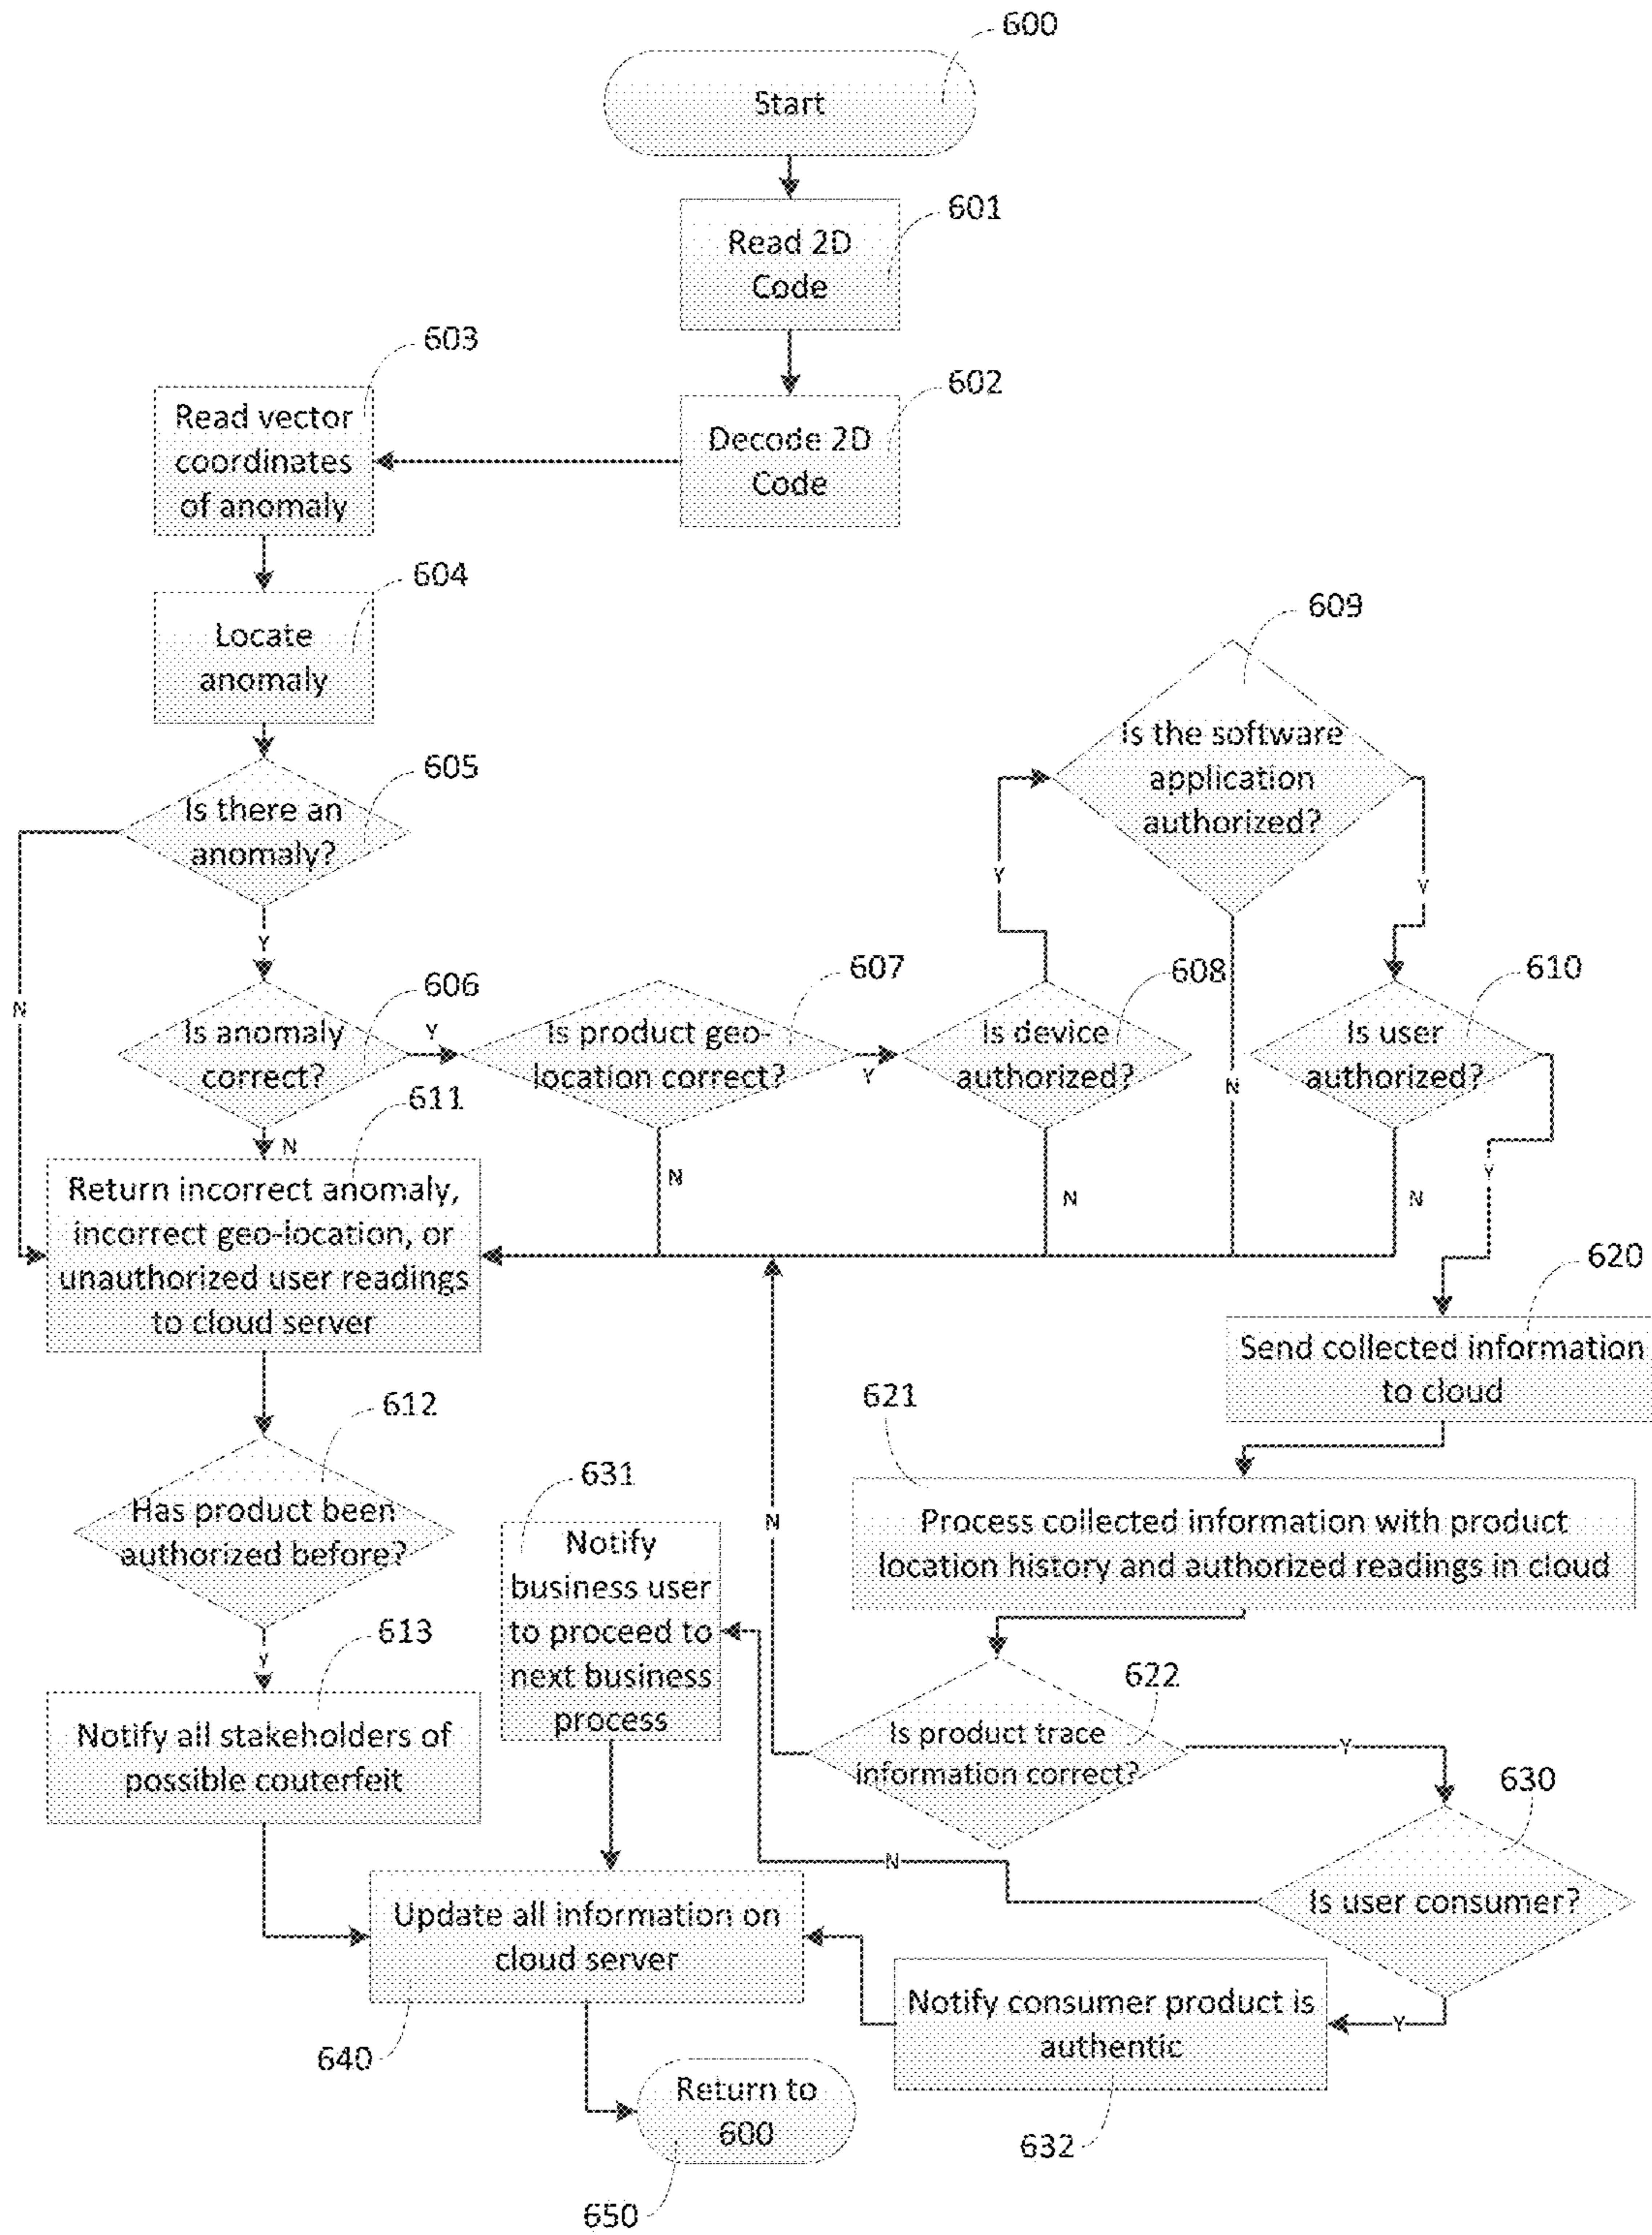 600
Start
601
Read 2D
Code
603
602
Read vector
coordinates
of anomaly
Decode 2D
Code
604
Locate
anomaly
609
605
Is the software
application
authorized?
Is there an
anomaly?
Y
Y
Y
N
606
607
608
610
Is anomaly
correct?
Y
Is product geo-
location correct?
Y
Is device
authorized?
N
Is user
authorized?
611
N
N
N
N
Y
Return incorrect anomaly,
incorrect geo-location, or
unauthorized user readings
to cloud server
620
Send collected information
to cloud
612
621
Has product been
authorized before?
631
Notify
business user
to proceed to
next business
process
N
Process collected information with product
location history and authorized readings in cloud
Y
613
622
Notify all stakeholders of
possible couterfeit
Is product trace
information correct?
Y
630
N
Is user consumer?
Update all information on
cloud server
Notify consumer product is
authentic
Y
640
632
Return to
600
650